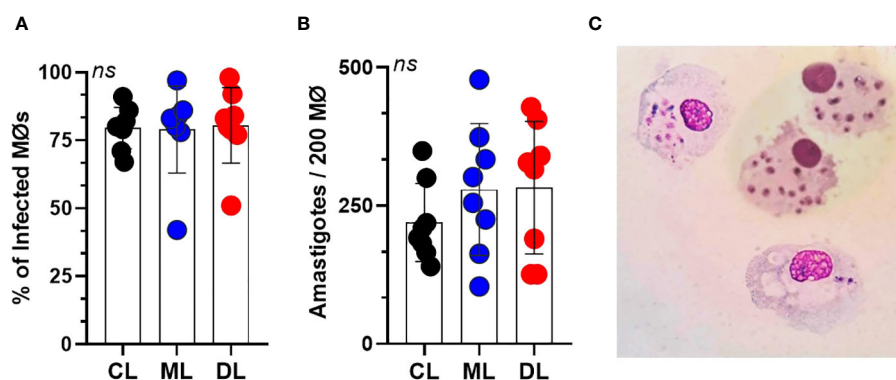 A
% of Infected MØs
100
75
50
25
0
ns
CL ML DL
B
Amastigotes / 200 MØ
500
250
0
ns
CL ML DL
C